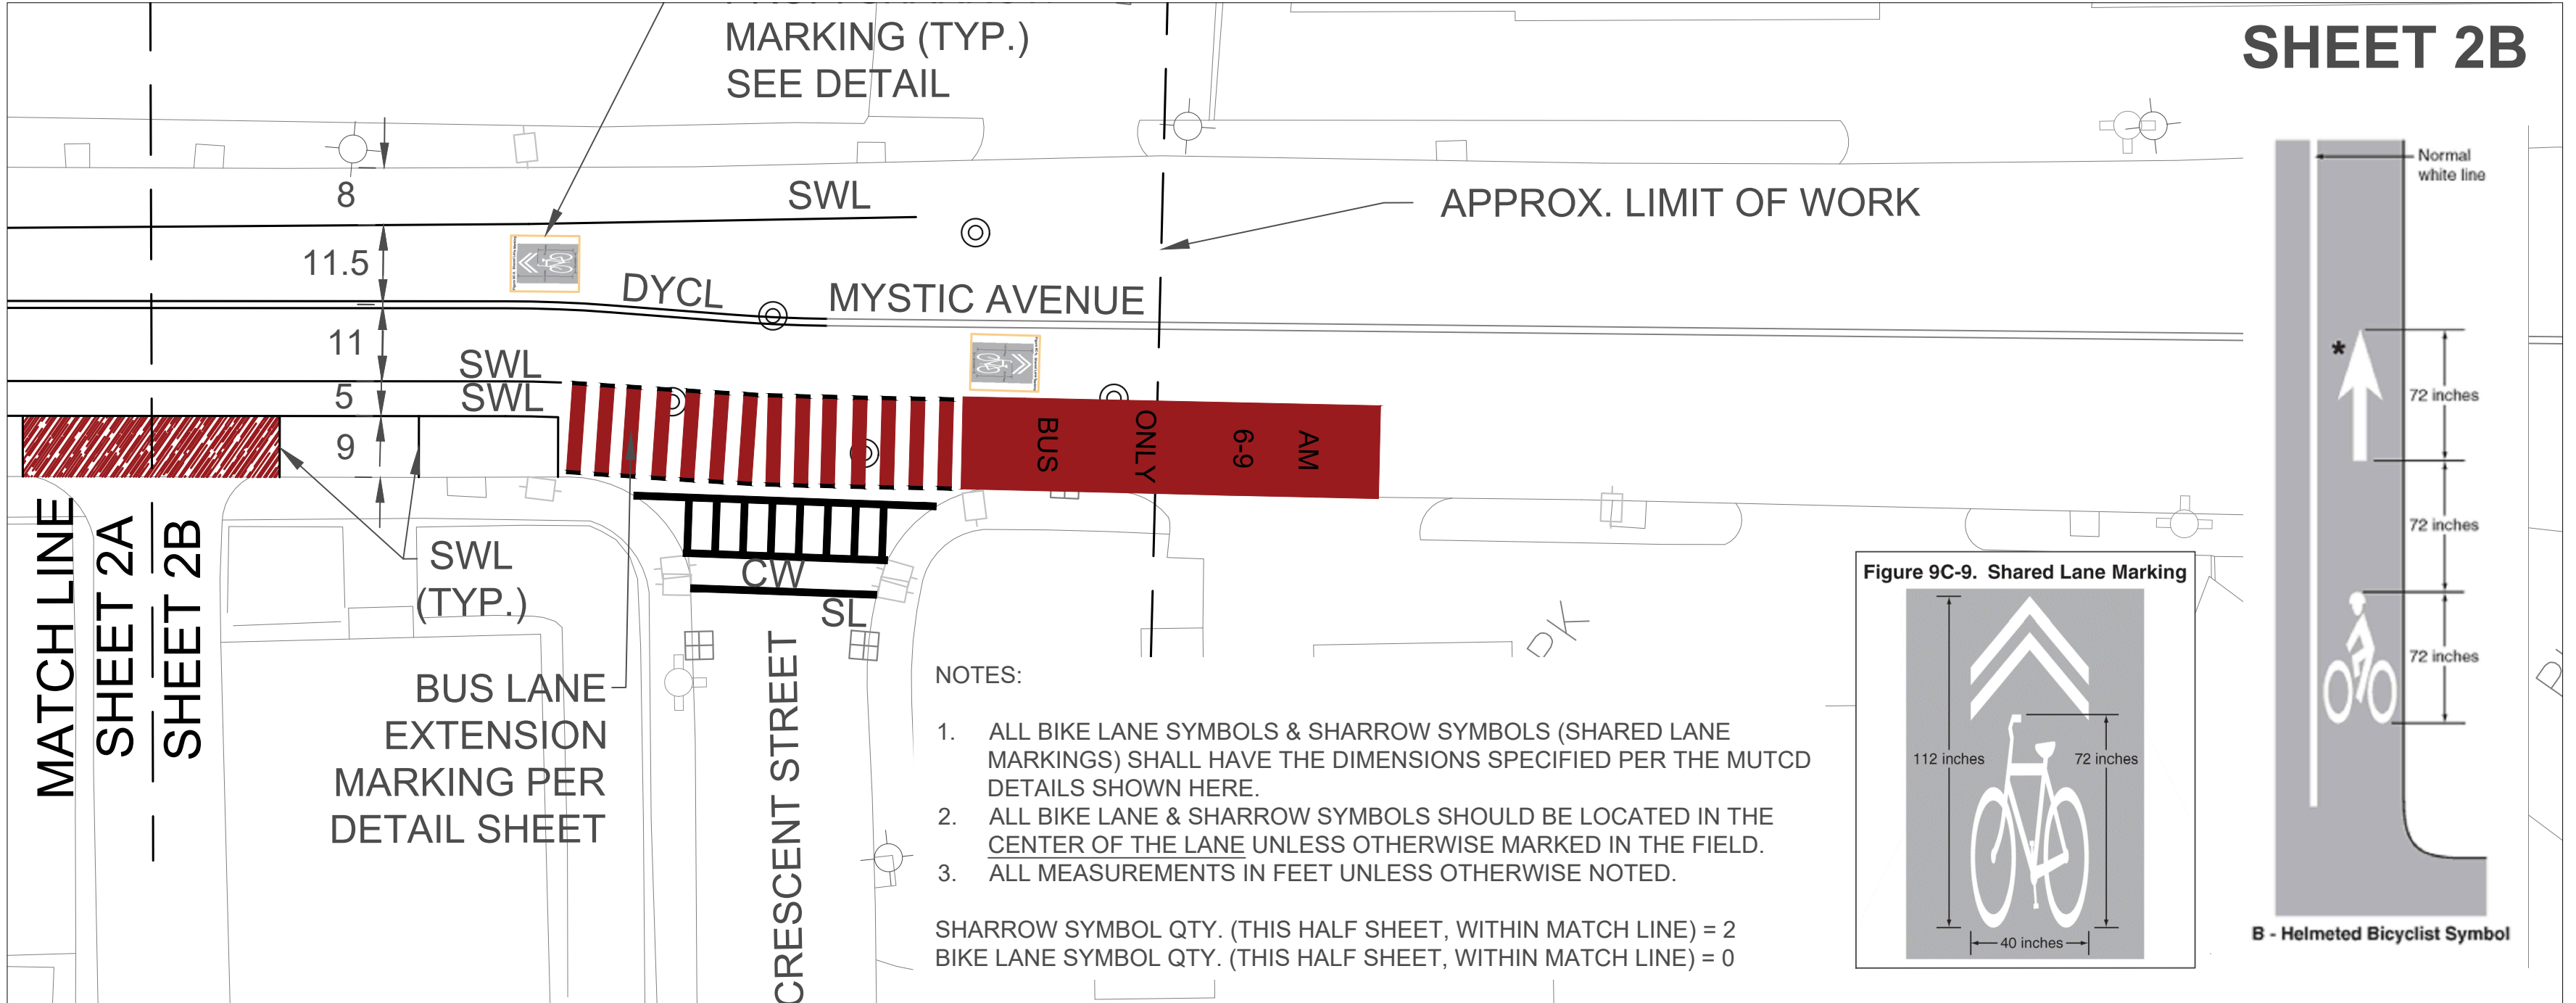 MARKING (TYP.)
SEE DETAIL
SHEET 2B
8
SWL
APPROX. LIMIT OF WORK
11.5
DYCL
MYSTIC AVENUE
11
SWL
5
SWL
9
BUS
ONLY
6-9
AM
MATCH LINE
SHEET 2A
SHEET 2B
SWL
(TYP.)
CW
SL
CRESCENT STREET
BUS LANE
EXTENSION
MARKING PER
DETAIL SHEET
NOTES:
1. ALL BIKE LANE SYMBOLS & SHARROW SYMBOLS (SHARED LANE
MARKINGS) SHALL HAVE THE DIMENSIONS SPECIFIED PER THE MUTCD
DETAILS SHOWN HERE.
2. ALL BIKE LANE & SHARROW SYMBOLS SHOULD BE LOCATED IN THE
CENTER OF THE LANE UNLESS OTHERWISE MARKED IN THE FIELD.
3. ALL MEASUREMENTS IN FEET UNLESS OTHERWISE NOTED.
SHARROW SYMBOL QTY. (THIS HALF SHEET, WITHIN MATCH LINE) = 2
BIKE LANE SYMBOL QTY. (THIS HALF SHEET, WITHIN MATCH LINE) = 0
Figure 9C-9. Shared Lane Marking
112 inches
72 inches
40 inches
Normal
white line
*
72 inches
72 inches
72 inches
B - Helmeted Bicyclist Symbol